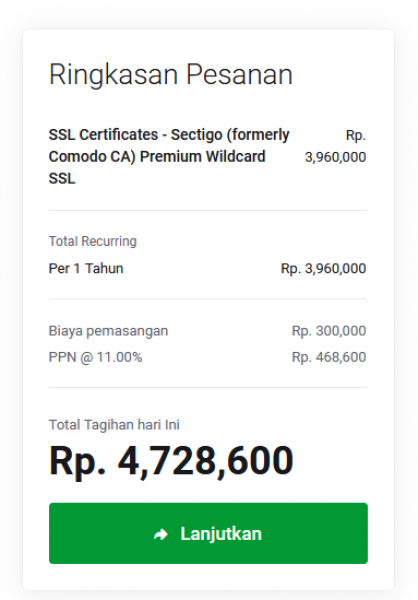 Ringkasan Pesanan
SSL Certificates - Sectigo (formerly Rp.
Comodo CA) Premium Wildcard 3,960,000
SSL
Total Recurring
Per 1 Tahun Rp. 3,960,000
Biaya pemasangan Rp. 300,000
PPN @ 11.00% Rp. 468,600
Total Tagihan hari Ini
Rp. 4,728,600
Lanjutkan